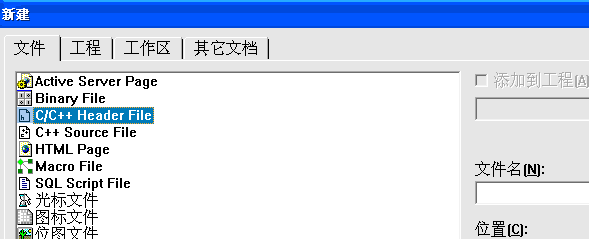 新建
文件 工程 工作区 其它文档
Active Server Page
添加到工程(A)
Binary File
C/C++ Header File
C++ Source File
HTML Page
Macro File
文件名(N):
SQL Script File
光标文件
图标文件
位图文件
位置(C):